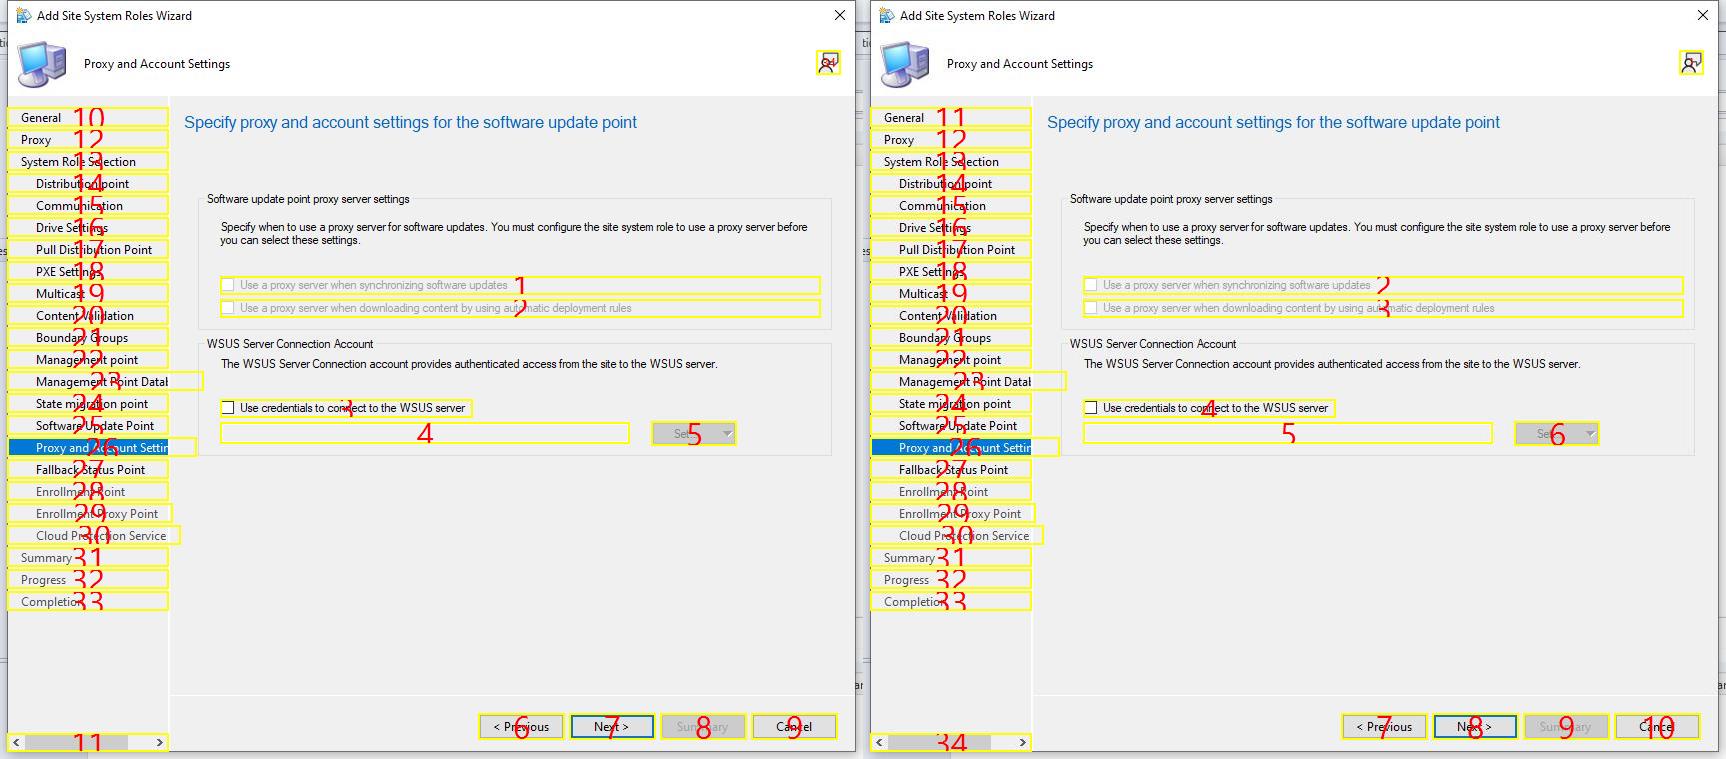 Add Site System Roles Wizard
Proxy and Account Settings
34
General 10
Proxy 12
System Role Selection 13
Distribution point 14
Communication 15
Drive Settings 16
Pull Distribution Point 17
PXE Settings 18
Multicast 19
Content Validation 20
Boundary Groups 21
Management point 22
Management Point Datab 23
State migration point 24
Software Update Point 25
Proxy and Account Settin 26
Fallback Status Point 27
Enrollment Point 28
Enrollment Proxy Point 29
Cloud Protection Service 30
Summary 31
Progress 32
Completion 33
11
Specify proxy and account settings for the software update point
Software update point proxy server settings
Specify when to use a proxy server for software updates. You must configure the site system role to use a proxy server before
you can select these settings.
Use a proxy server when synchronizing software updates 1
Use a proxy server when downloading content by using automatic deployment rules 2
WSUS Server Connection Account
The WSUS Server Connection account provides authenticated access from the site to the WSUS server.
Use credentials to connect to the WSUS server 3
4
Set... 5
< Previous 6
Next > 7
Summary 8
Cancel 9
Add Site System Roles Wizard
Proxy and Account Settings
General 11
Proxy 12
System Role Selection 13
Distribution point 14
Communication 15
Drive Settings 16
Pull Distribution Point 17
PXE Settings 18
Multicast 19
Content Validation 20
Boundary Groups 21
Management point 22
Management Point Datab 23
State migration point 24
Software Update Point 25
Proxy and Account Settin 26
Fallback Status Point 27
Enrollment Point 28
Enrollment Proxy Point 29
Cloud Protection Service 30
Summary 31
Progress 32
Completion 33
34
Specify proxy and account settings for the software update point
Software update point proxy server settings
Specify when to use a proxy server for software updates. You must configure the site system role to use a proxy server before
you can select these settings.
Use a proxy server when synchronizing software updates 2
Use a proxy server when downloading content by using automatic deployment rules 3
WSUS Server Connection Account
The WSUS Server Connection account provides authenticated access from the site to the WSUS server.
Use credentials to connect to the WSUS server 4
5
Set... 6
< Previous 7
Next > 8
Summary 9
Cancel 10